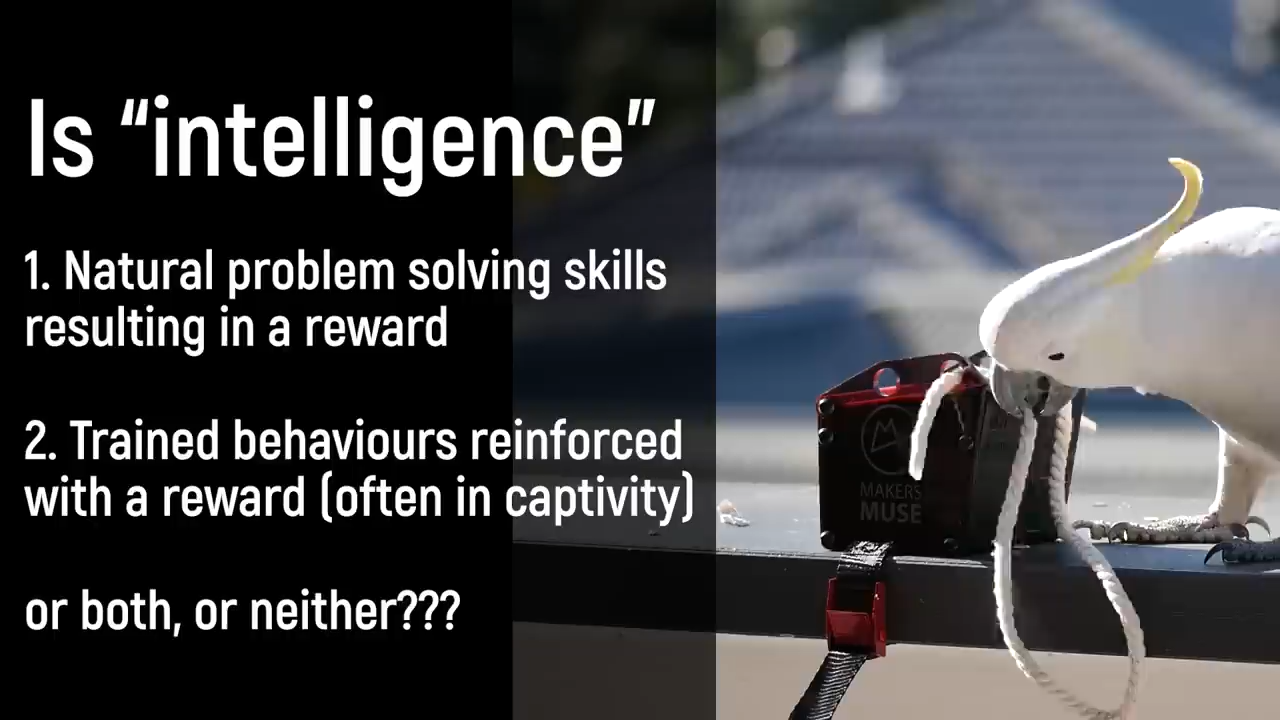 Is “intelligence”
1. Natural problem solving skills
resulting in a reward
2. Trained behaviours reinforced
with a reward (often in captivity)
or both, or neither???
MAKERS
MUSE